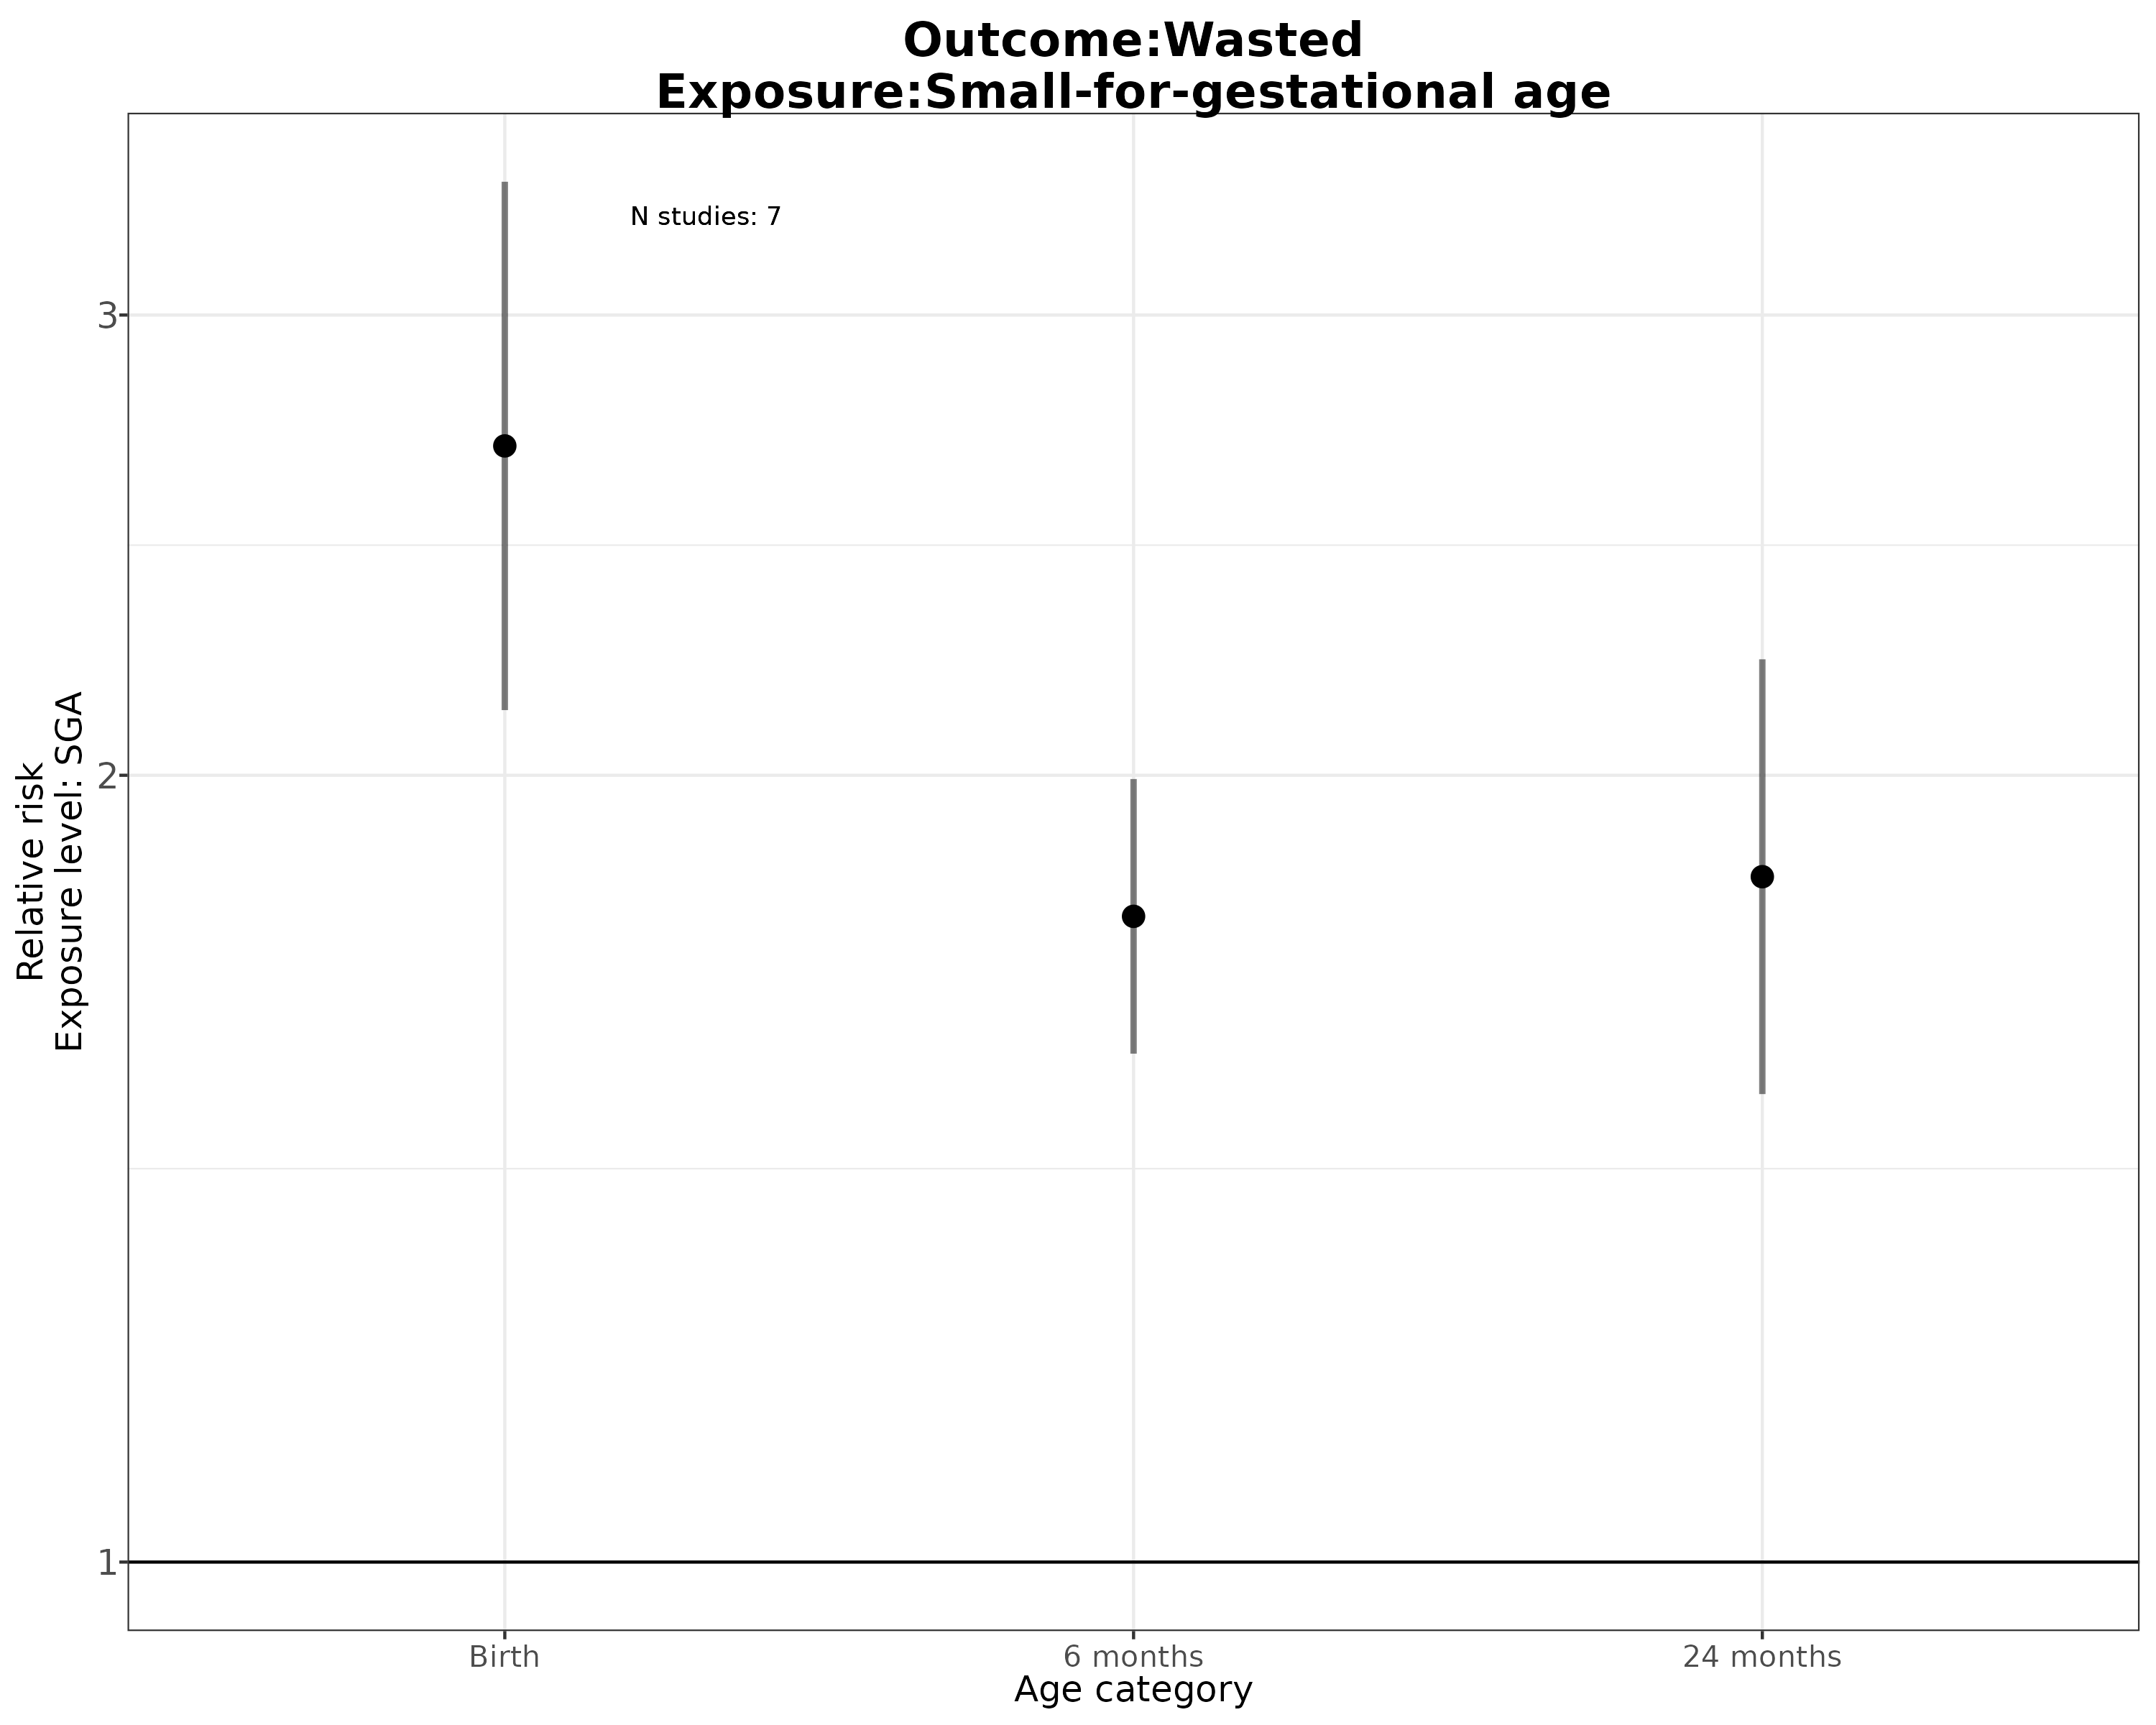 Outcome:Wasted
Exposure:Small-for-gestational age
N studies: 7
3
2
1
Relative risk
Exposure level: SGA
Birth
6 months
24 months
Age category